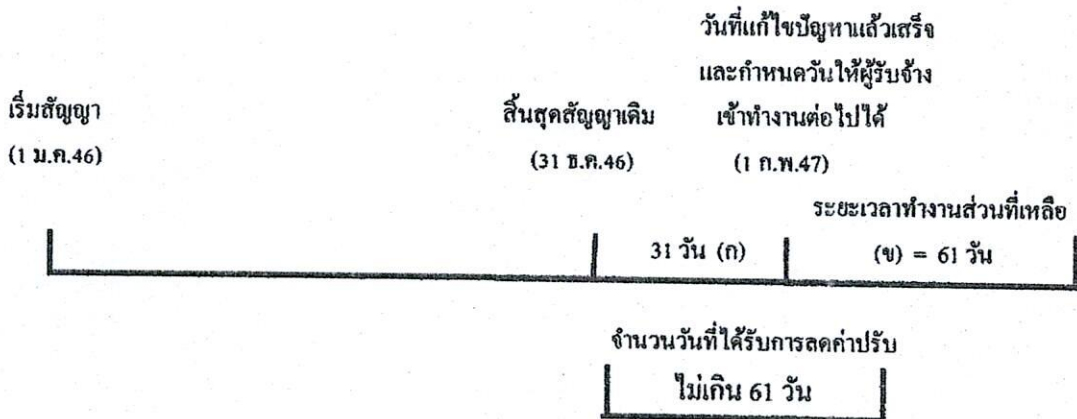 วันที่แก้ไขปัญหาแล้วเสร็จ
และกำหนดวันให้ผู้รับจ้าง
เริ่มสัญญา สิ้นสุดสัญญาเดิม เข้าทำงานต่อไปได้
(1 ม.ค.46) (31 ธ.ค.46) (1 ก.พ.47)
ระยะเวลาทำงานส่วนที่เหลือ
31 วัน (ก) (ข) = 61 วัน
จำนวนวันที่ได้รับการลดค่าปรับ
ไม่เกิน 61 วัน